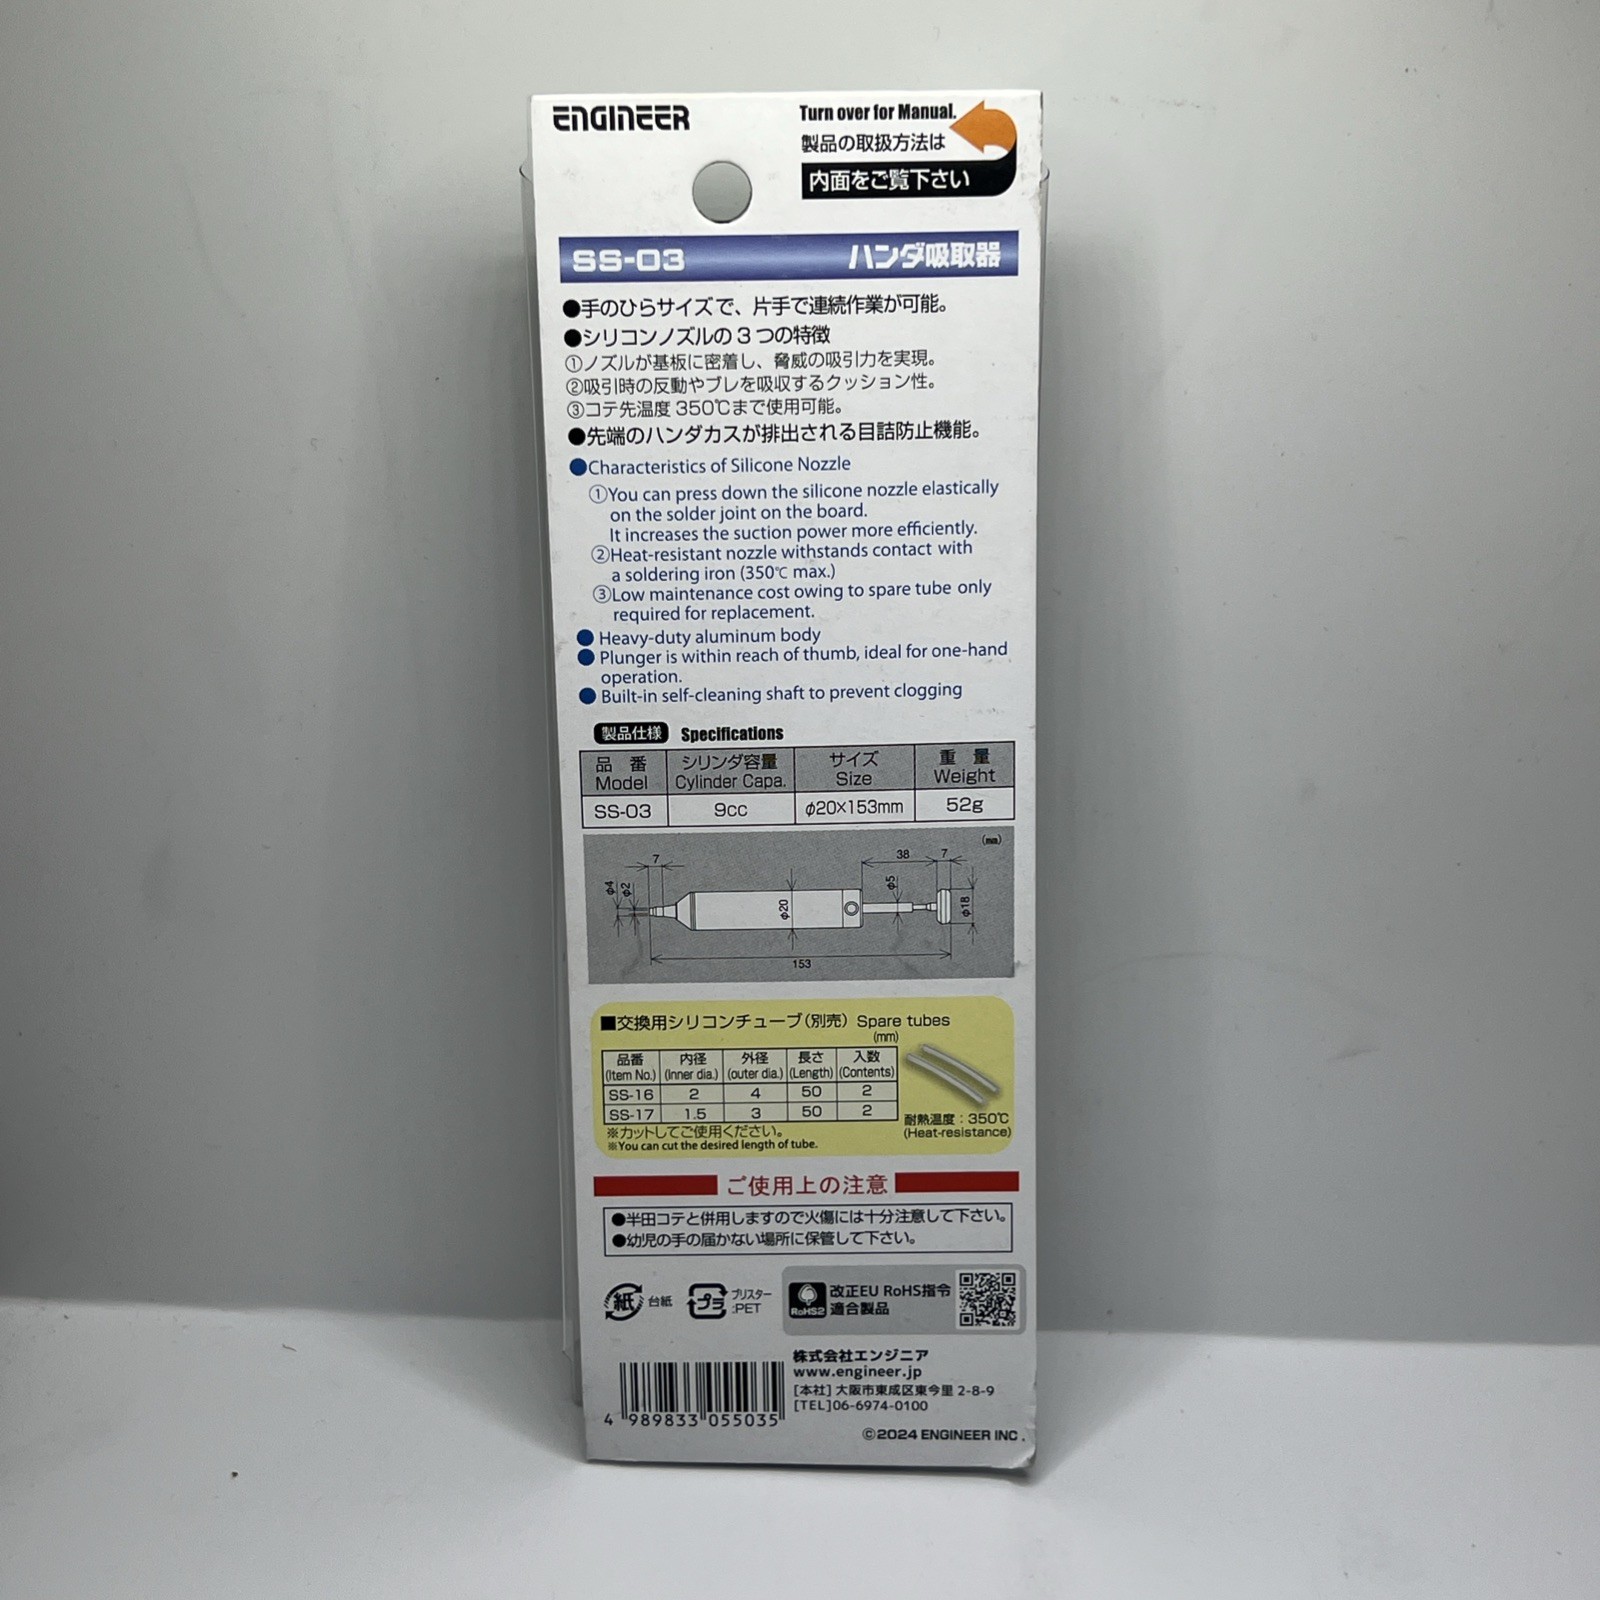 ENGINEER
Turn over for Manual.
製品の取扱方法は
内面をご覧下さい
SS-03 ハンダ吸取器
●手のひらサイズで、片手で連続作業が可能。
●シリコンノズルの3つの特徴
①ノズルが基板に密着し、脅威の吸引力を実現。
②吸引時の反動やブレを吸収するクッション性。
③コテ先温度350℃まで使用可能。
●先端のハンダカスが排出される目詰防止機能。
●Characteristics of Silicone Nozzle
①You can press down the silicone nozzle elastically
on the solder joint on the board.
It increases the suction power more efficiently.
②Heat-resistant nozzle withstands contact with
a soldering iron (350℃ max.)
③Low maintenance cost owing to spare tube only
required for replacement.
● Heavy-duty aluminum body
● Plunger is within reach of thumb, ideal for one-hand
operation.
● Built-in self-cleaning shaft to prevent clogging
製品仕様 Specifications
品番 シリンダ容量 サイズ 重量
Model Cylinder Capa. Size Weight
SS-03 9cc φ20×153mm 52g
(mm)
7 38 7
φ4 φ2 φ20 φ5 φ18
153
■交換用シリコンチューブ(別売) Spare tubes
(mm)
品番 内径 外径 長さ 入数
(Item No.) (Inner dia.) (outer dia.) (Length) (Contents)
SS-16 2 4 50 2
SS-17 1.5 3 50 2
耐熱温度:350℃
(Heat-resistance)
※カットしてご使用ください。
※You can cut the desired length of tube.
ご使用上の注意
●半田コテと併用しますので火傷には十分注意して下さい。
●幼児の手の届かない場所に保管して下さい。
紙 台紙
プラ ブリスター
:PET
RoHS2
改正EU RoHS指令
適合製品
株式会社エンジニア
www.engineer.jp
[本社]大阪市東成区東今里2-8-9
[TEL]06-6974-0100
4 989833 055035
©2024 ENGINEER INC.